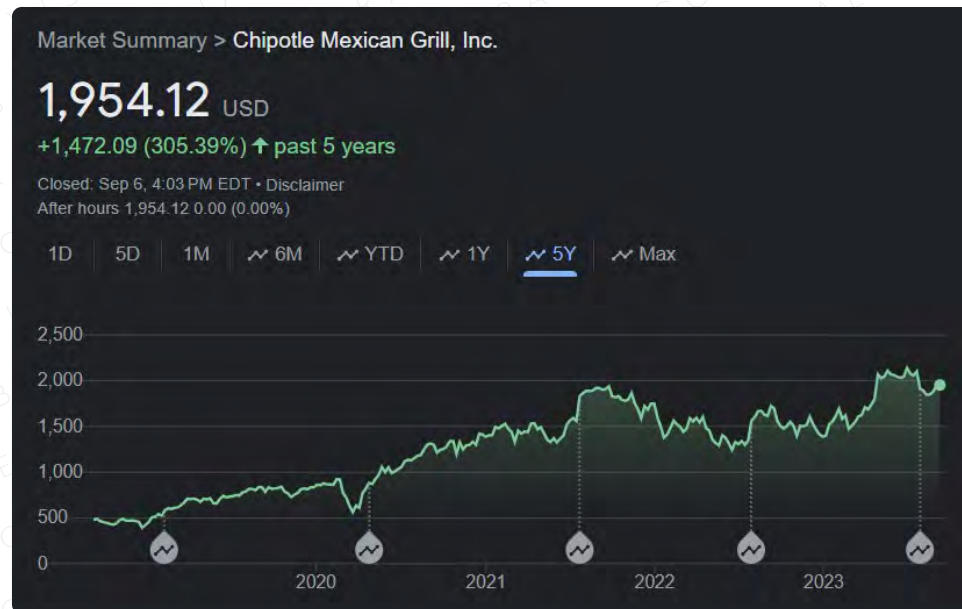 Market Summary > Chipotle Mexican Grill, Inc.
1,954.12 USD
+1,472.09 (305.39%) ↑ past 5 years
Closed: Sep 6, 4:03 PM EDT • Disclaimer
After hours 1,954.12 0.00 (0.00%)
1D 5D 1M 6M YTD 1Y 5Y Max
2,500
2,000
1,500
1,000
500
0
2020 2021 2022 2023